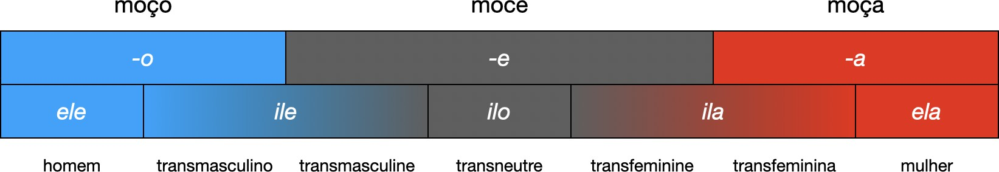 moço moce moça
-o -e -a
ele ile ilo ila ela
homem transmasculino transmasculine transneutre transfeminine transfeminina mulher